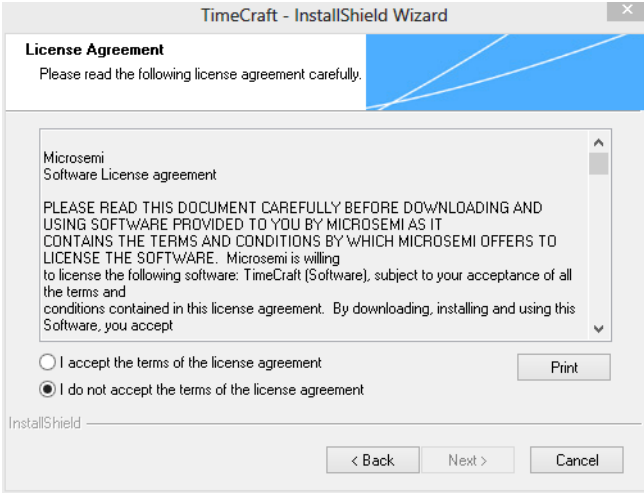 TimeCraft - InstallShield Wizard
License Agreement
Please read the following license agreement carefully.
Microsemi
Software License agreement
PLEASE READ THIS DOCUMENT CAREFULLY BEFORE DOWNLOADING AND
USING SOFTWARE PROVIDED TO YOU BY MICROSEMI AS IT
CONTAINS THE TERMS AND CONDITIONS BY WHICH MICROSEMI OFFERS TO
LICENSE THE SOFTWARE.  Microsemi is willing
to license the following software: TimeCraft (Software), subject to your acceptance of all
the terms and
conditions contained in this license agreement.  By downloading, installing and using this
Software, you accept
I accept the terms of the license agreement
Print
I do not accept the terms of the license agreement
InstallShield
< Back
Next >
Cancel